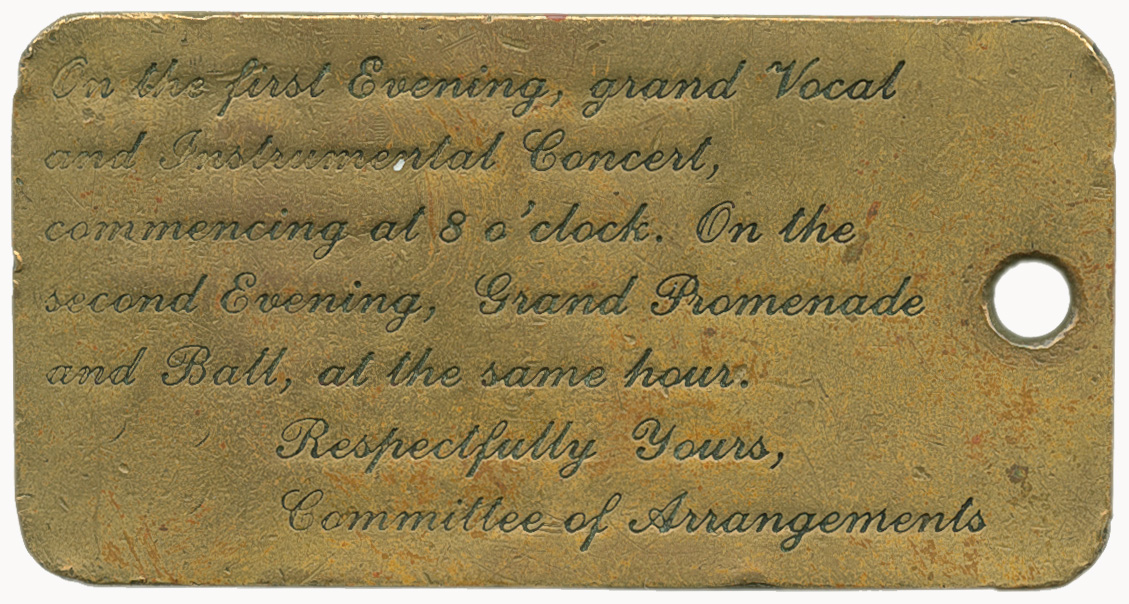 On the first Evening, grand Vocal
and Instrumental Concert,
commencing at 8 o'clock. On the
second Evening, Grand Promenade
and Ball, at the same hour.
Respectfully Yours,
Committee of Arrangements